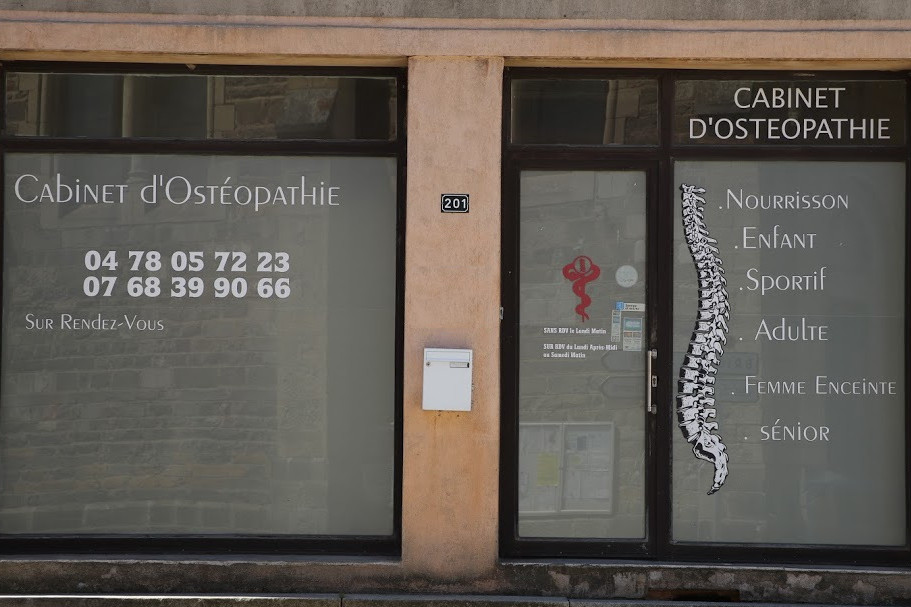 Cabinet d'Ostéopathie
04 78 05 72 23
07 68 39 90 66
Sur Rendez-Vous
201
SANS RDV le Lundi Matin
SUR RDV du Lundi Après-Midi
au Samedi Matin
CABINET
D'OSTEOPATHIE
.Nourrisson
.Enfant
.Sportif
. Adulte
. Femme Enceinte
. sénior